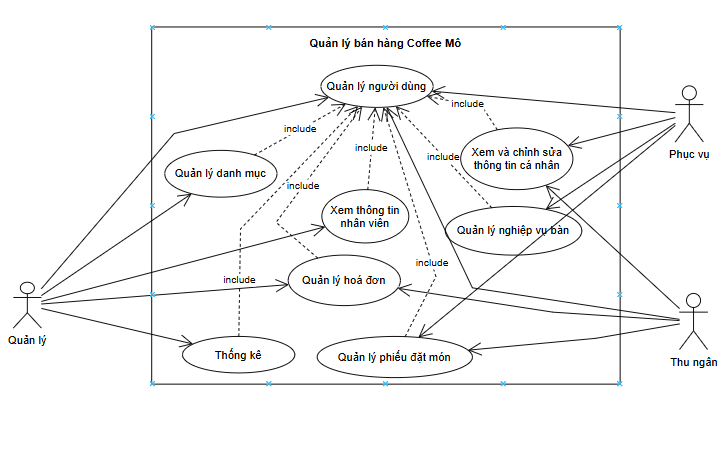 Quản lý bán hàng Coffee Mô
Quản lý người dùng
include
include
Phục vụ
include
Xem và chỉnh sửa
thông tin cá nhân
Quản lý danh mục
include
include
Xem thông tin
nhân viên
Quản lý nghiệp vụ bàn
include
include
Quản lý hoá đơn
Quản lý
Thu ngân
Thống kê
Quản lý phiếu đặt món